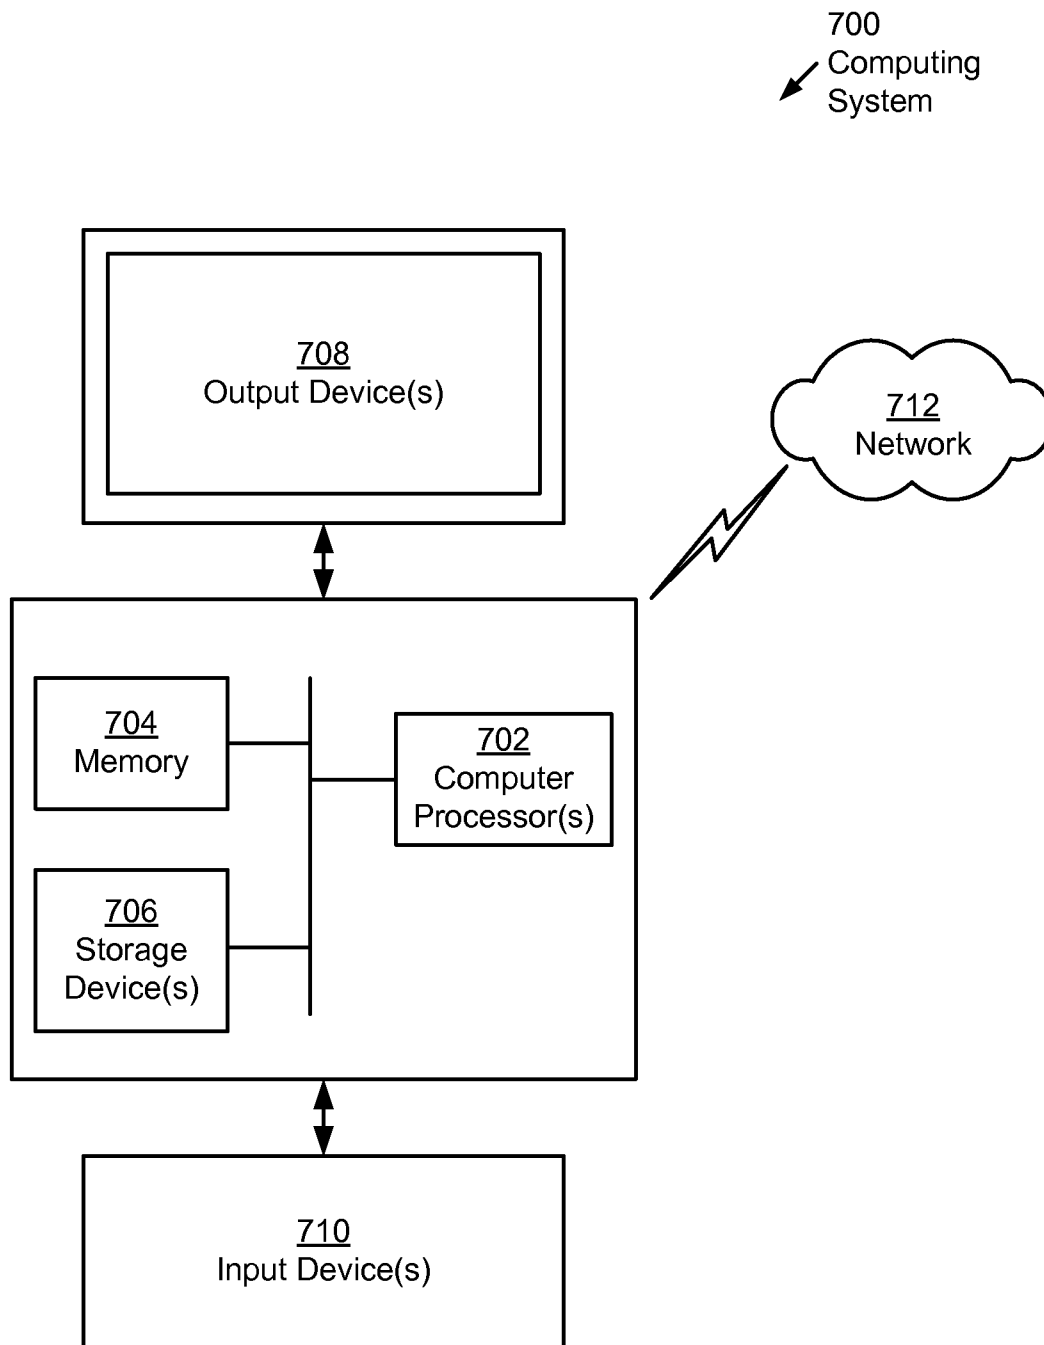 700
Computing
System
708
Output Device(s)
712
Network
704
Memory
702
Computer
Processor(s)
706
Storage
Device(s)
710
Input Device(s)